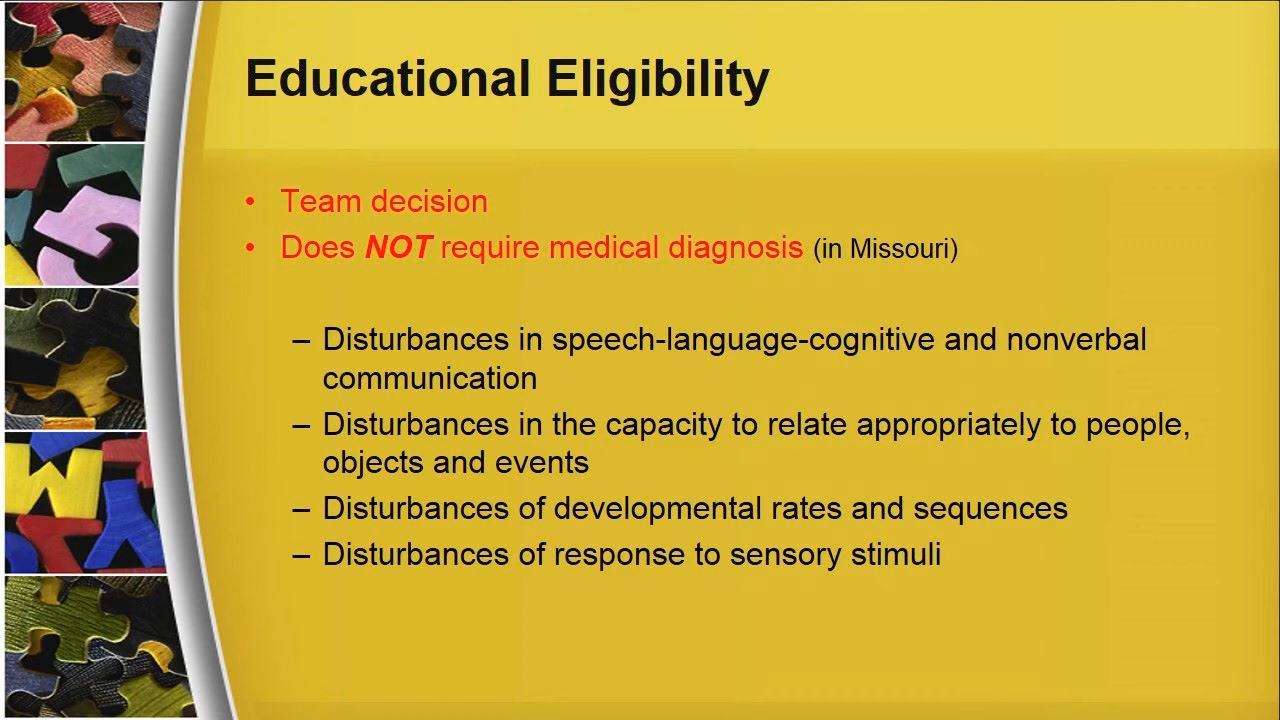 Educational Eligibility
• Team decision
• Does NOT require medical diagnosis (in Missouri)
– Disturbances in speech-language-cognitive and nonverbal
communication
– Disturbances in the capacity to relate appropriately to people,
objects and events
– Disturbances of developmental rates and sequences
– Disturbances of response to sensory stimuli